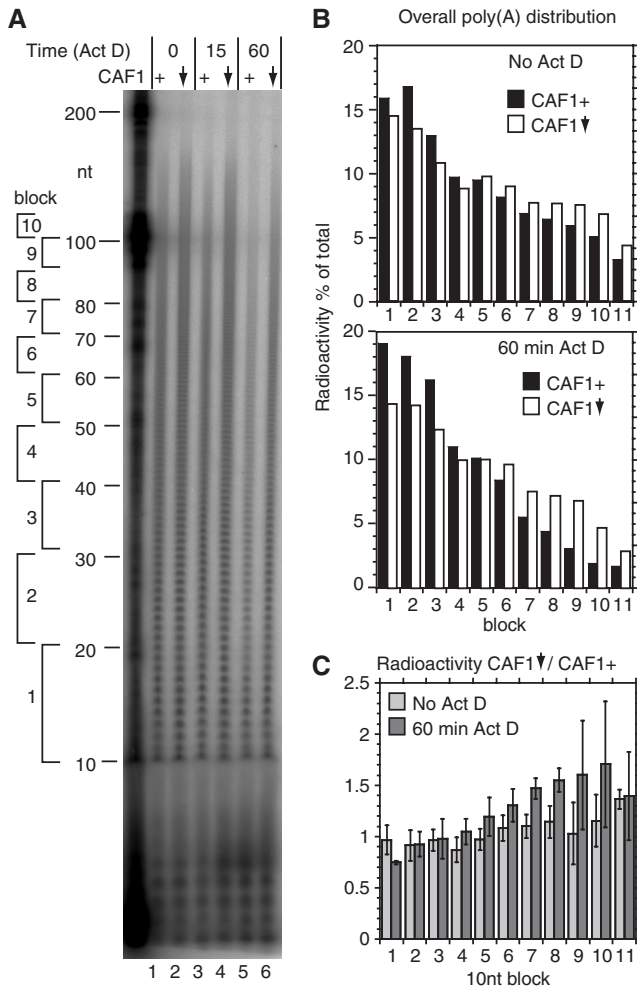 A
Time (Act D) 0 15 60
CAF1 + + +
200
nt
block
10
100
9
8
80
7
70
6
60
5
50
4
40
3
30
2
20
1
10
1 2 3 4 5 6
B Overall poly(A) distribution
20
No Act D
CAF1+
CAF1
15
10
5
0
1 2 3 4 5 6 7 8 9 10 11
Radioactivity % of total
20
60 min Act D
CAF1+
CAF1
15
10
5
0
1 2 3 4 5 6 7 8 9 10 11
block
C Radioactivity CAF1 / CAF1+
2.5
No Act D
60 min Act D
2
1.5
1
0.5
0
1 2 3 4 5 6 7 8 9 10 11
10nt block